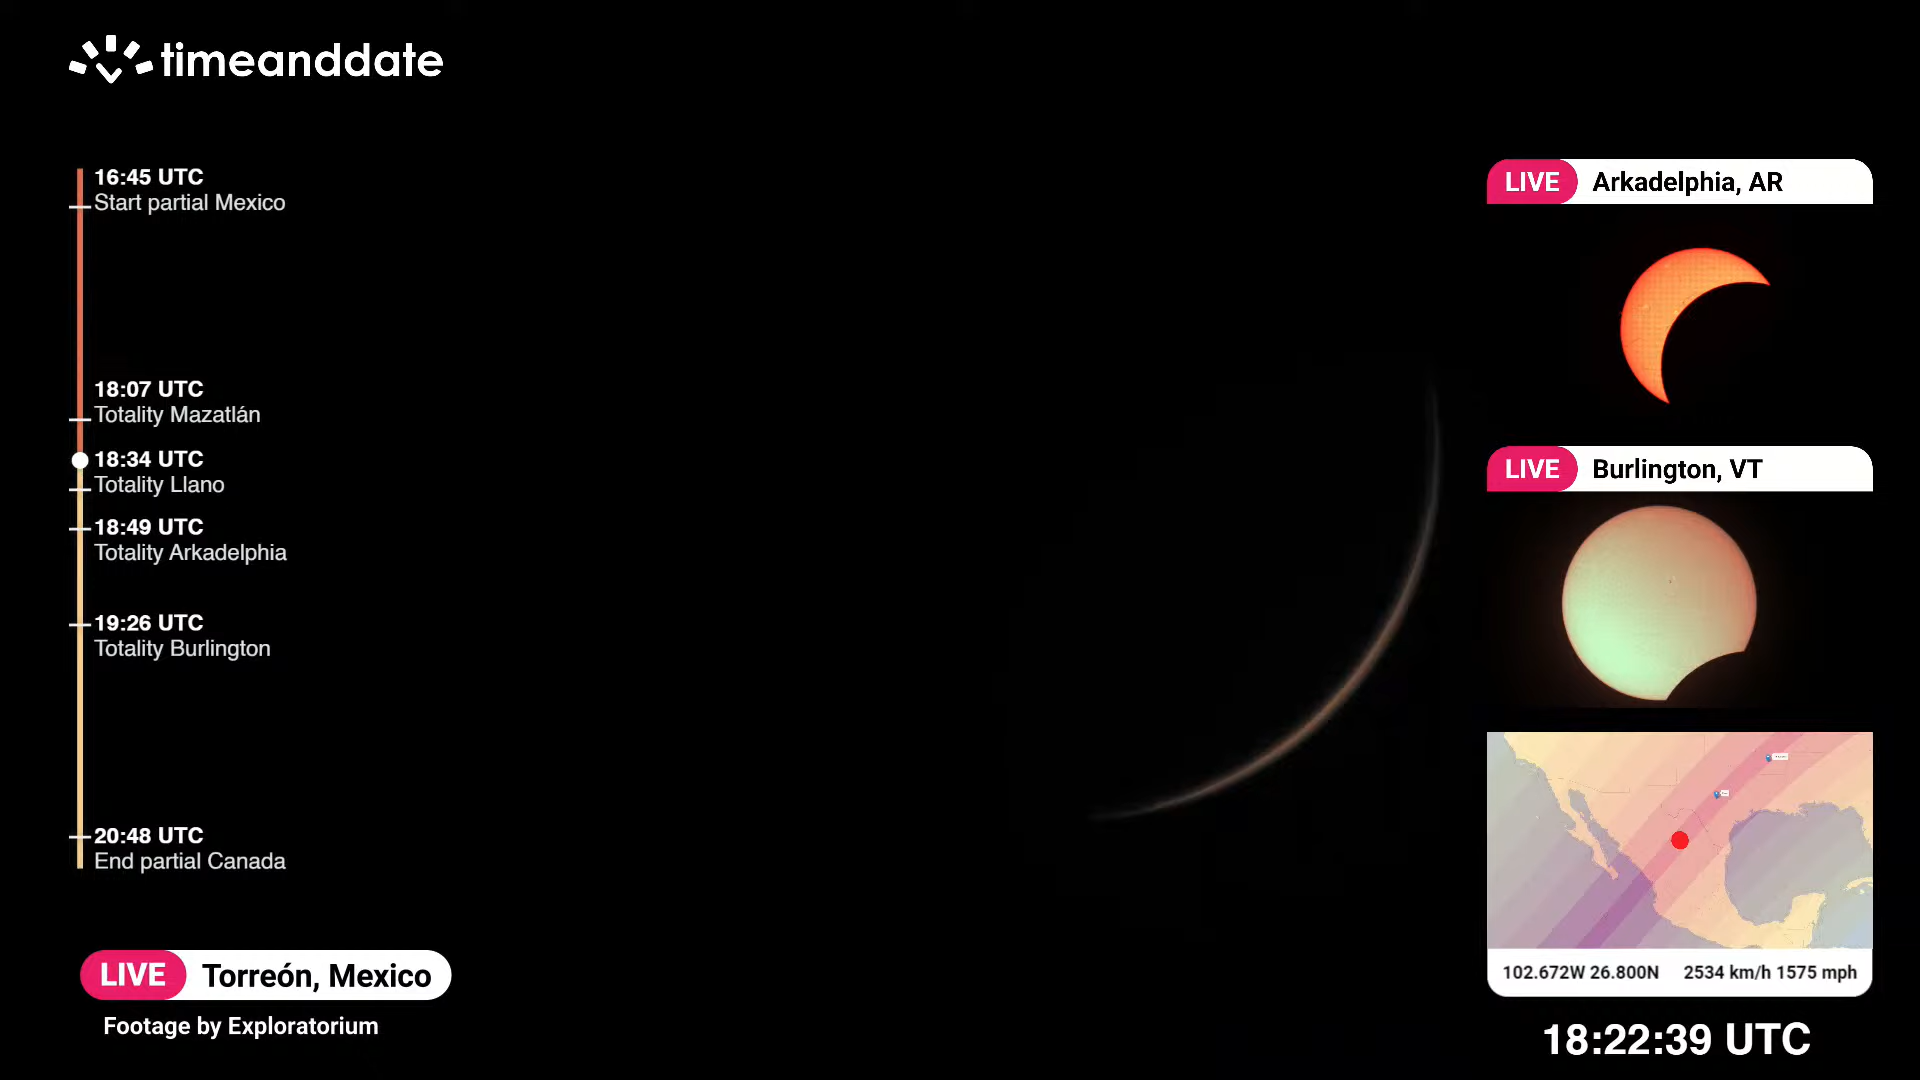 timeanddate
16:45 UTC
Start partial Mexico
18:07 UTC
Totality Mazatlán
18:34 UTC
Totality Llano
18:49 UTC
Totality Arkadelphia
19:26 UTC
Totality Burlington
20:48 UTC
End partial Canada
LIVE Torreón, Mexico
Footage by Exploratorium
LIVE Arkadelphia, AR
LIVE Burlington, VT
102.672W 26.800N 2534 km/h 1575 mph
18:22:39 UTC